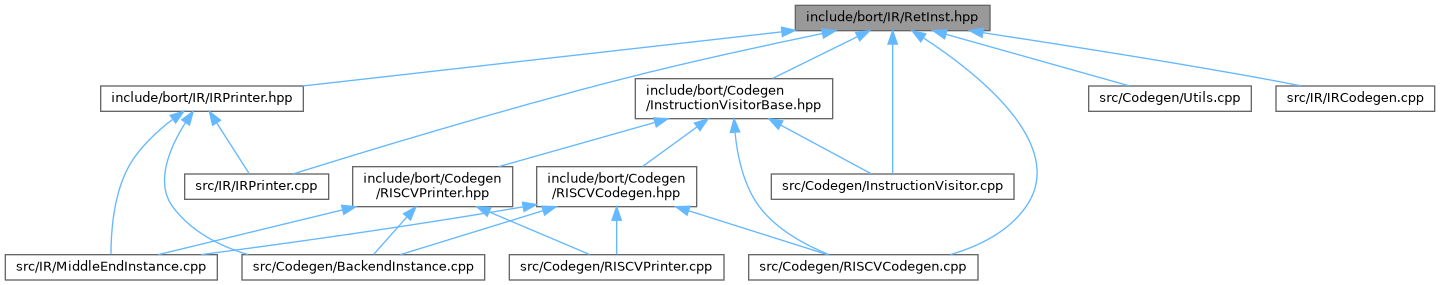 include/bort/IR/RetInst.hpp
include/bort/IR/IRPrinter.hpp
include/bort/Codegen
/InstructionVisitorBase.hpp
src/Codegen/Utils.cpp
src/IR/IRCodegen.cpp
src/IR/IRPrinter.cpp
include/bort/Codegen
/RISCVPrinter.hpp
include/bort/Codegen
/RISCVCodegen.hpp
src/Codegen/InstructionVisitor.cpp
src/IR/MiddleEndInstance.cpp
src/Codegen/BackendInstance.cpp
src/Codegen/RISCVPrinter.cpp
src/Codegen/RISCVCodegen.cpp